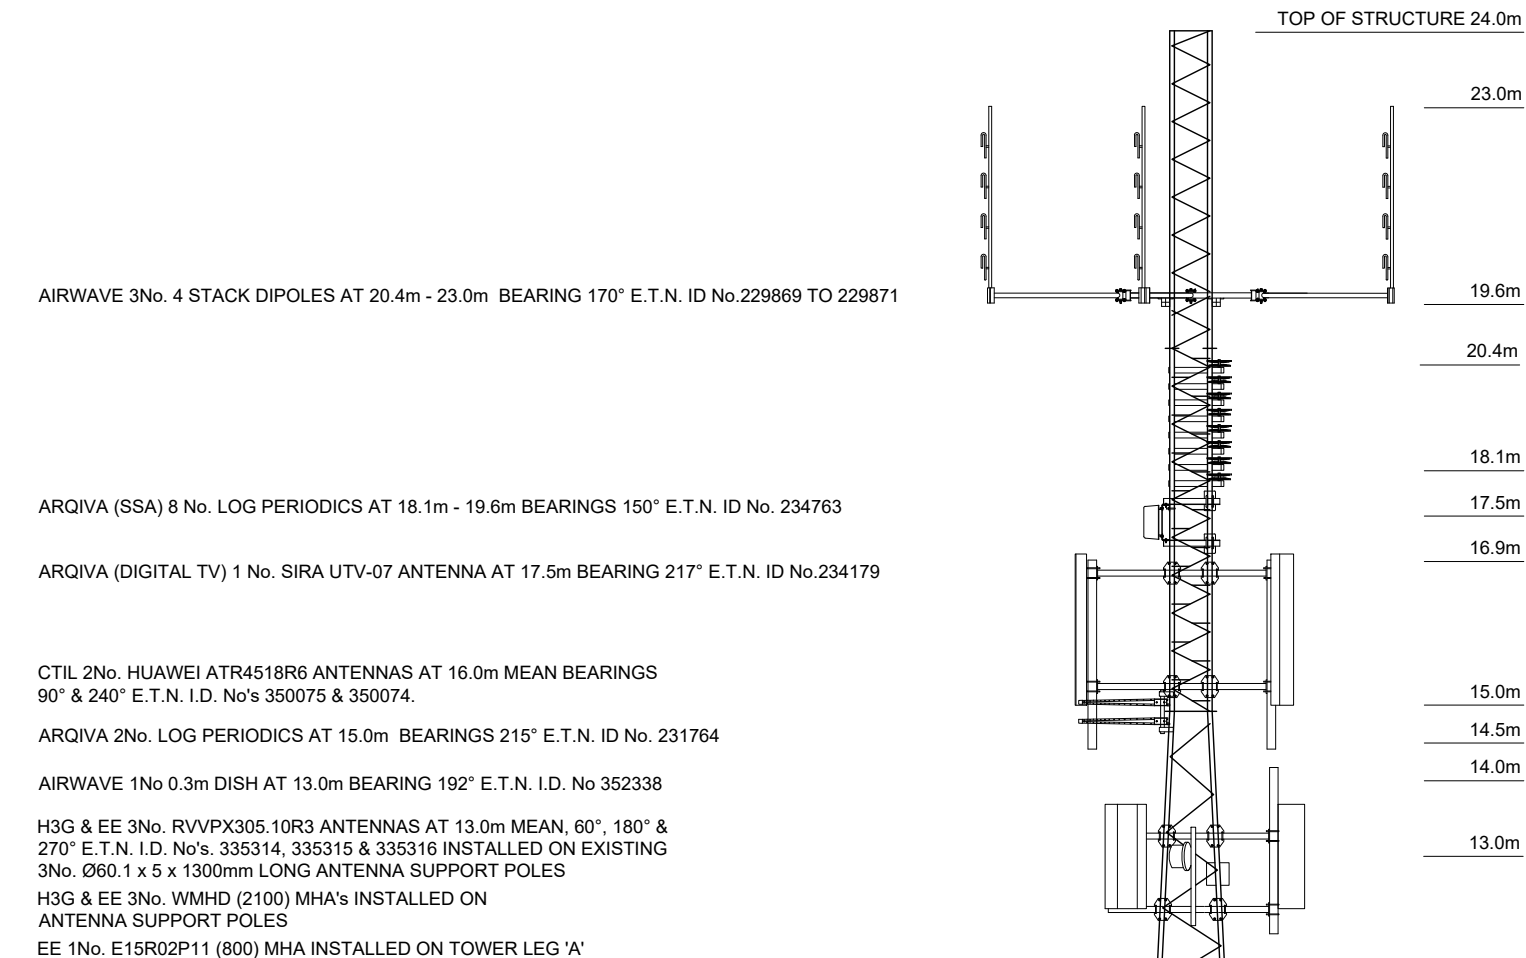 TOP OF STRUCTURE 24.0m
23.0m
AIRWAVE 3No. 4 STACK DIPOLES AT 20.4m - 23.0m BEARING 170° E.T.N. ID No.229869 TO 229871
19.6m
20.4m
18.1m
ARQIVA (SSA) 8 No. LOG PERIODICS AT 18.1m - 19.6m BEARINGS 150° E.T.N. ID No. 234763
17.5m
16.9m
ARQIVA (DIGITAL TV) 1 No. SIRA UTV-07 ANTENNA AT 17.5m BEARING 217° E.T.N. ID No.234179
CTIL 2No. HUAWEI ATR4518R6 ANTENNAS AT 16.0m MEAN BEARINGS
90° & 240° E.T.N. I.D. No's 350075 & 350074.
15.0m
ARQIVA 2No. LOG PERIODICS AT 15.0m BEARINGS 215° E.T.N. ID No. 231764
14.5m
14.0m
AIRWAVE 1No 0.3m DISH AT 13.0m BEARING 192° E.T.N. I.D. No 352338
H3G & EE 3No. RVVPX305.10R3 ANTENNAS AT 13.0m MEAN, 60°, 180° &
270° E.T.N. I.D. No's. 335314, 335315 & 335316 INSTALLED ON EXISTING
3No. Ø60.1 x 5 x 1300mm LONG ANTENNA SUPPORT POLES
13.0m
H3G & EE 3No. WMHD (2100) MHA's INSTALLED ON
ANTENNA SUPPORT POLES
EE 1No. E15R02P11 (800) MHA INSTALLED ON TOWER LEG 'A'